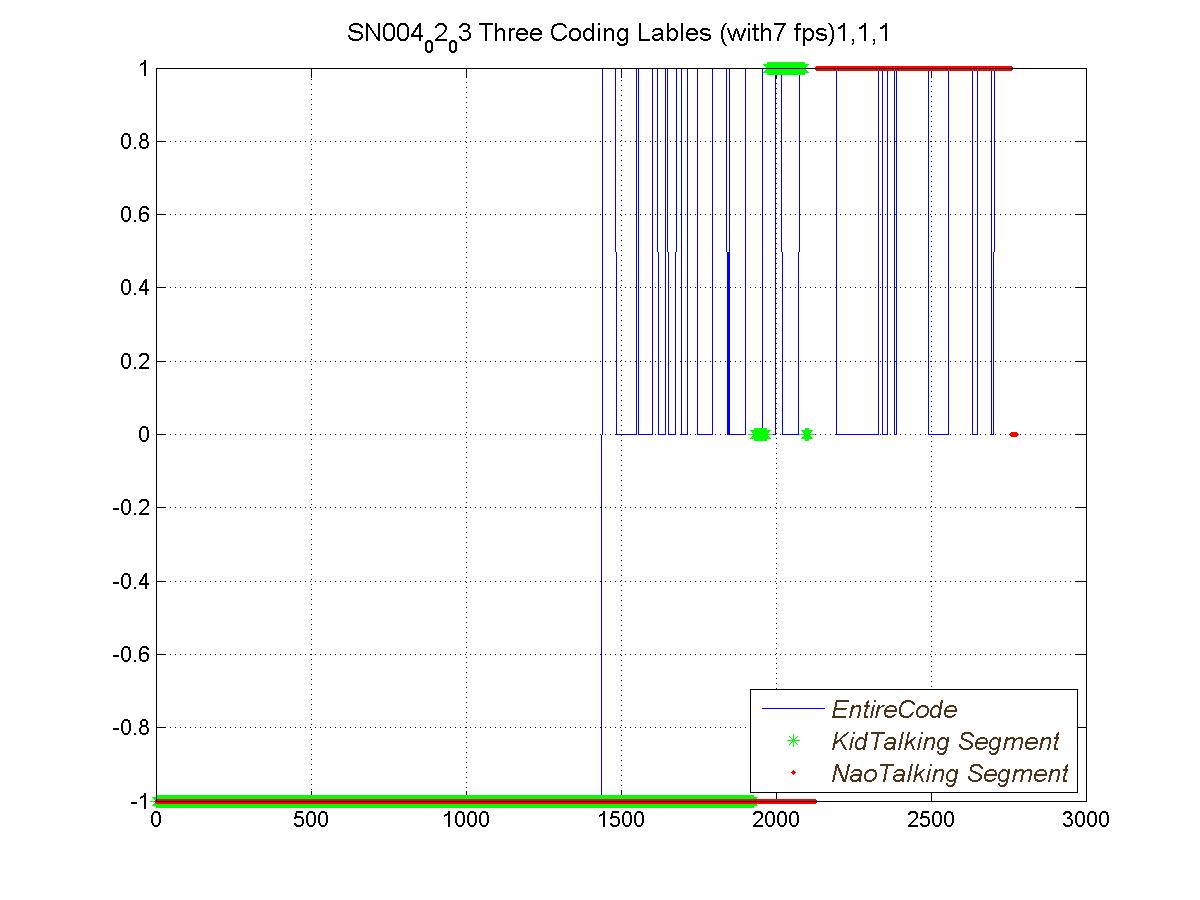 SN004₀2₀3 Three Coding Lables (with7 fps)1,1,1
1
0.8
0.6
0.4
0.2
0
-0.2
-0.4
-0.6
-0.8
-1
0 500 1000 1500 2000 2500 3000
EntireCode
KidTalking Segment
NaoTalking Segment